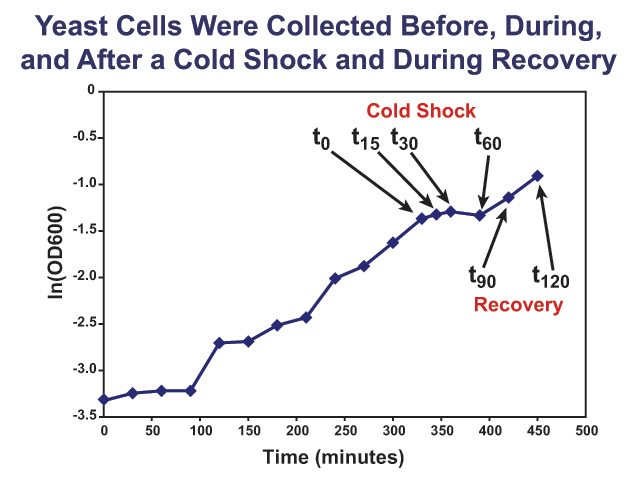 Yeast Cells Were Collected Before, During,
and After a Cold Shock and During Recovery
0
-0.5
-1.0
-1.5
-2.0
-2.5
-3.0
-3.5
ln(OD600)
Cold Shock
t0 t15 t30 t60
t90 t120
Recovery
0 50 100 150 200 250 300 350 400 450 500
Time (minutes)